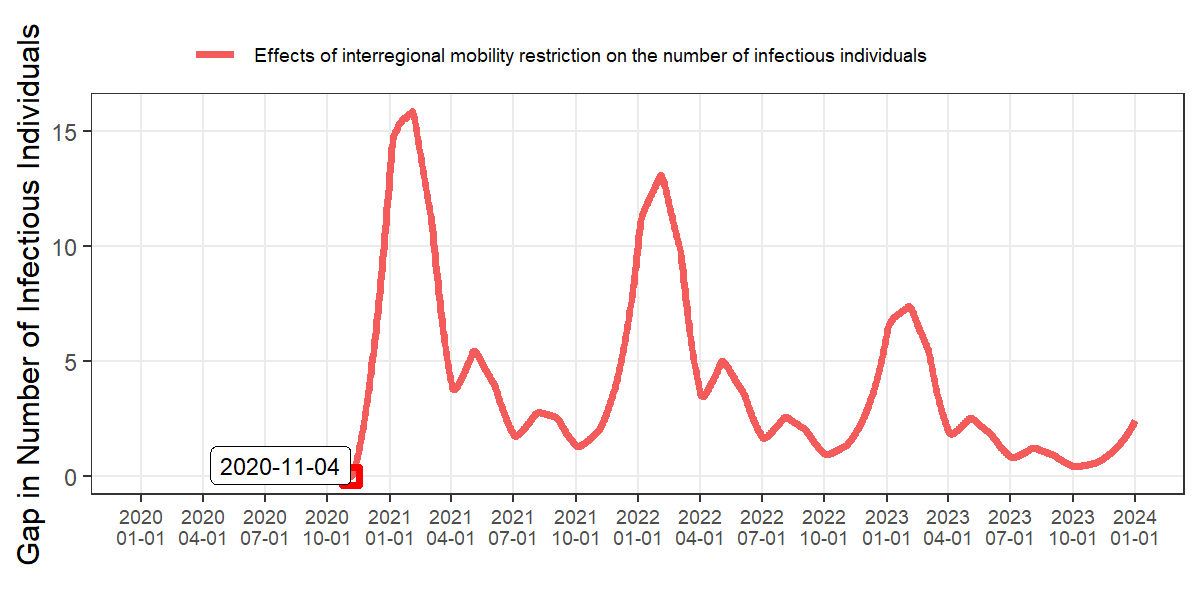 Effects of interregional mobility restriction on the number of infectious individuals
Gap in Number of Infectious Individuals
15
10
5
0
2020-11-04
2020 2020 2020 2020 2021 2021 2021 2021 2022 2022 2022 2022 2023 2023 2023 2023 2024
01-01 04-01 07-01 10-01 01-01 04-01 07-01 10-01 01-01 04-01 07-01 10-01 01-01 04-01 07-01 10-01 01-01